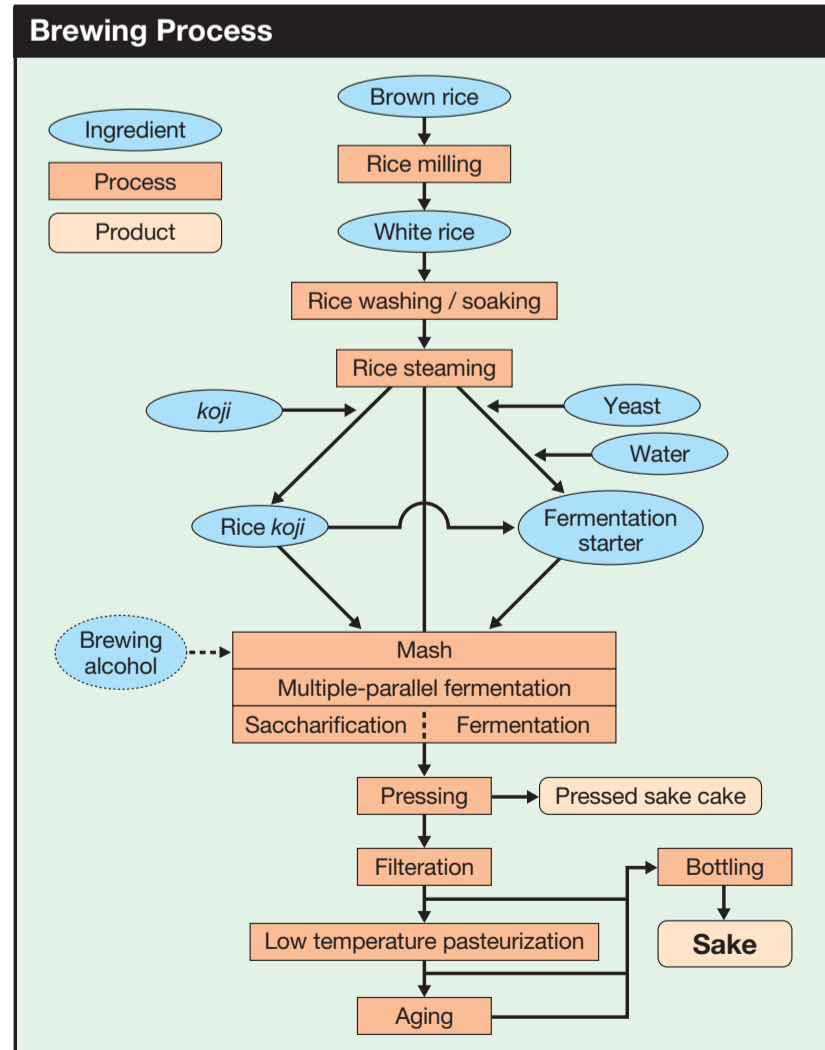 Brewing Process
Ingredient
Process
Product
Brown rice
Rice milling
White rice
Rice washing / soaking
Rice steaming
koji
Yeast
Water
Rice koji
Fermentation
starter
Brewing
alcohol
Mash
Multiple-parallel fermentation
Saccharification
Fermentation
Pressing
Pressed sake cake
Filteration
Bottling
Low temperature pasteurization
Sake
Aging